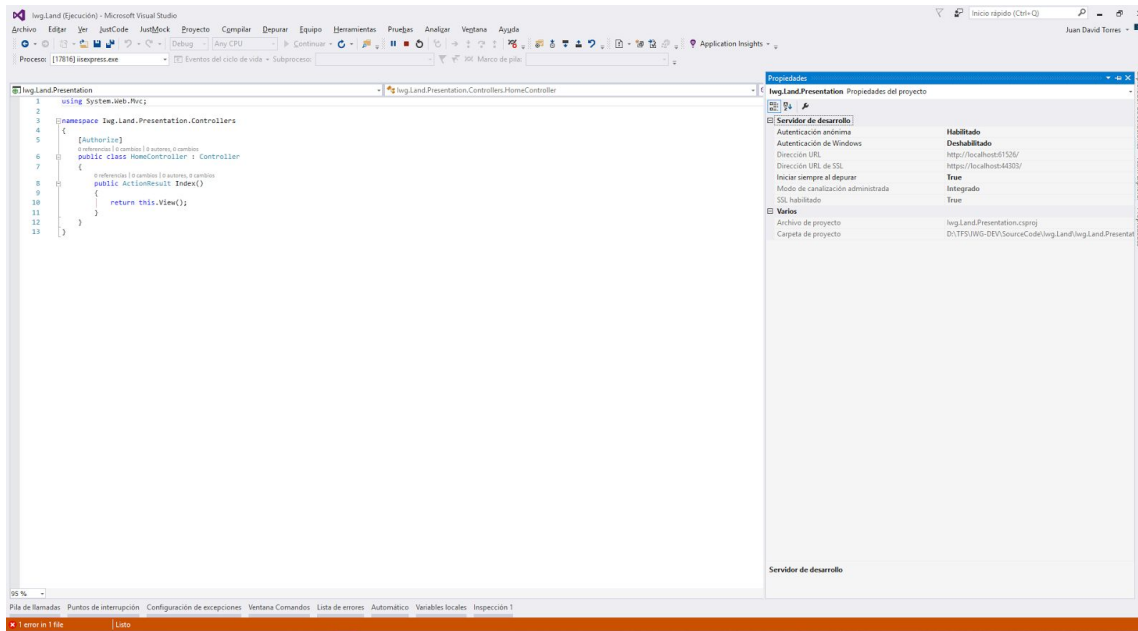 Iwg.Land (Ejecución) - Microsoft Visual Studio
Inicio rápido (Ctrl+Q)
Archivo Editar Ver JustCode JustMock Proyecto Compilar Depurar Equipo Herramientas Pruebas Analizar Ventana Ayuda
Juan David Torres
Debug Any CPU Continuar Application Insights
Proceso: [17816] iisexpress.exe Eventos del ciclo de vida Subproceso: Marco de pila:
Iwg.Land.Presentation Iwg.Land.Presentation.Controllers.HomeController
1 using System.Web.Mvc;
2
3 namespace Iwg.Land.Presentation.Controllers
4 {
5 [Authorize]
0 referencias | 0 cambios | 0 autores, 0 cambios
6 public class HomeController : Controller
7 {
0 referencias | 0 cambios | 0 autores, 0 cambios
8 public ActionResult Index()
9 {
10 return this.View();
11 }
12 }
13 }
95 %
Propiedades
Iwg.Land.Presentation Propiedades del proyecto
Servidor de desarrollo
Autenticación anónima Habilitado
Autenticación de Windows Deshabilitado
Dirección URL http://localhost:61526/
Dirección URL de SSL https://localhost:44303/
Iniciar siempre al depurar True
Modo de canalización administrada Integrado
SSL habilitado True
Varios
Archivo de proyecto Iwg.Land.Presentation.csproj
Carpeta de proyecto D:\TFS\IWG-DEV\SourceCode\Iwg.Land\Iwg.Land.Presentat
Servidor de desarrollo
Pila de llamadas Puntos de interrupción Configuración de excepciones Ventana Comandos Lista de errores Automático Variables locales Inspección 1
1 error in 1 file Listo